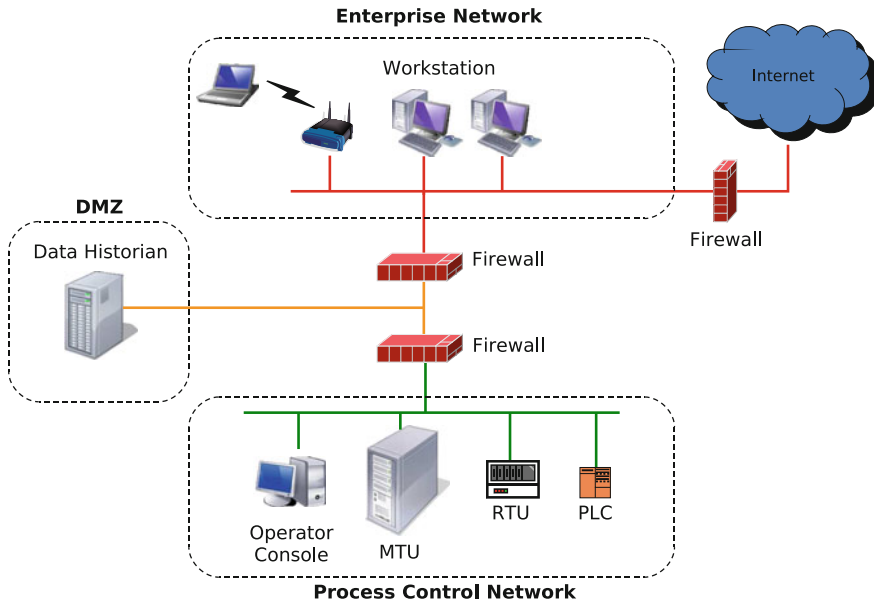 Enterprise Network
Workstation
Internet
DMZ
Data Historian
Firewall
Firewall
Firewall
Operator
Console
MTU
RTU
PLC
Process Control Network